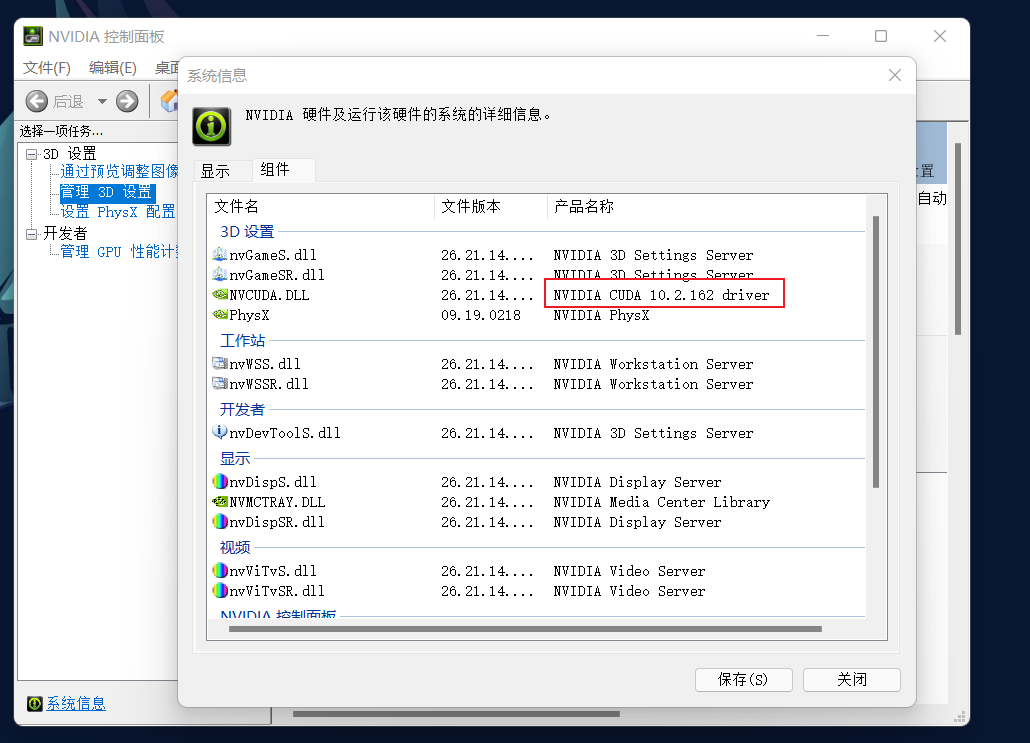 NVIDIA 控制面板
文件(F) 编辑(E) 桌面
后退
选择一项任务...
3D 设置
通过预览调整图像
管理 3D 设置
设置 PhysX 配置
开发者
管理 GPU 性能计数
系统信息
置
自动
系统信息
NVIDIA 硬件及运行该硬件的系统的详细信息。
显示 组件
文件名 文件版本 产品名称
3D 设置
nvGameS.dll 26.21.14.... NVIDIA 3D Settings Server
nvGameSR.dll 26.21.14.... NVIDIA 3D Settings Server
NVCUDA.DLL 26.21.14.... NVIDIA CUDA 10.2.162 driver
PhysX 09.19.0218 NVIDIA PhysX
工作站
nvWSS.dll 26.21.14.... NVIDIA Workstation Server
nvWSSR.dll 26.21.14.... NVIDIA Workstation Server
开发者
nvDevToolS.dll 26.21.14.... NVIDIA 3D Settings Server
显示
nvDispS.dll 26.21.14.... NVIDIA Display Server
NVMCTRAY.DLL 26.21.14.... NVIDIA Media Center Library
nvDispSR.dll 26.21.14.... NVIDIA Display Server
视频
nvViTvS.dll 26.21.14.... NVIDIA Video Server
nvViTvSR.dll 26.21.14.... NVIDIA Video Server
NVIDIA 控制面板
保存(S) 关闭